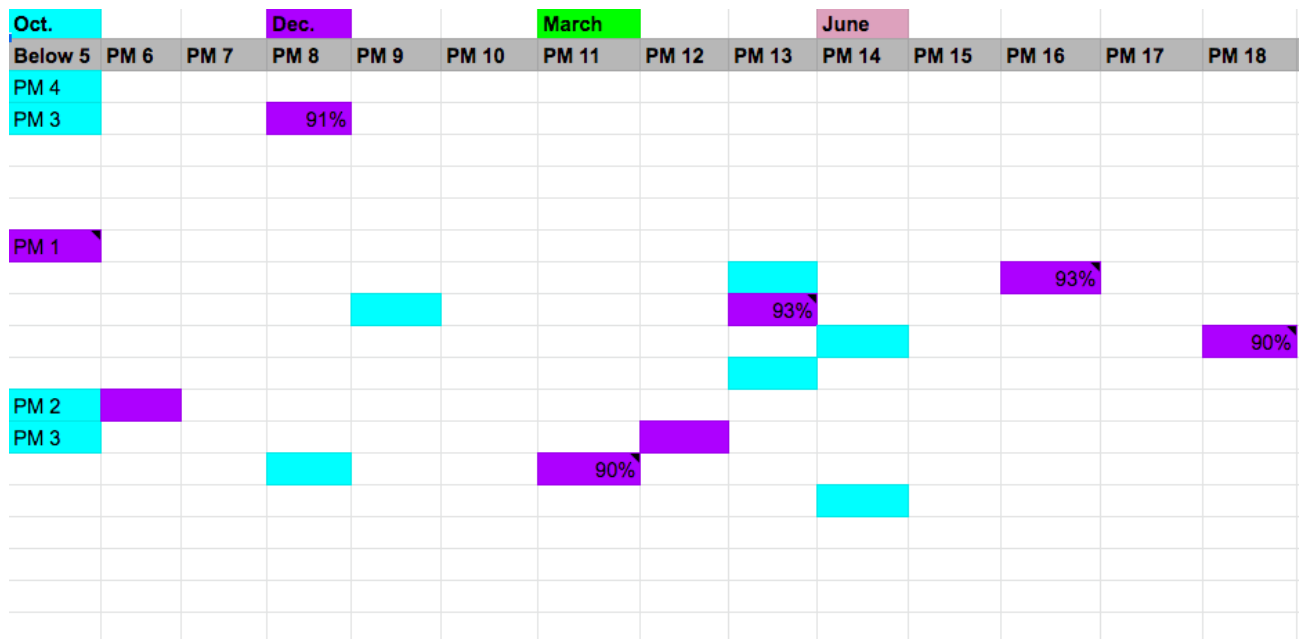 Oct. Dec. March June
Below 5 PM 6 PM 7 PM 8 PM 9 PM 10 PM 11 PM 12 PM 13 PM 14 PM 15 PM 16 PM 17 PM 18
PM 4
PM 3 91%
PM 1
93%
93%
90%
PM 2
PM 3
90%